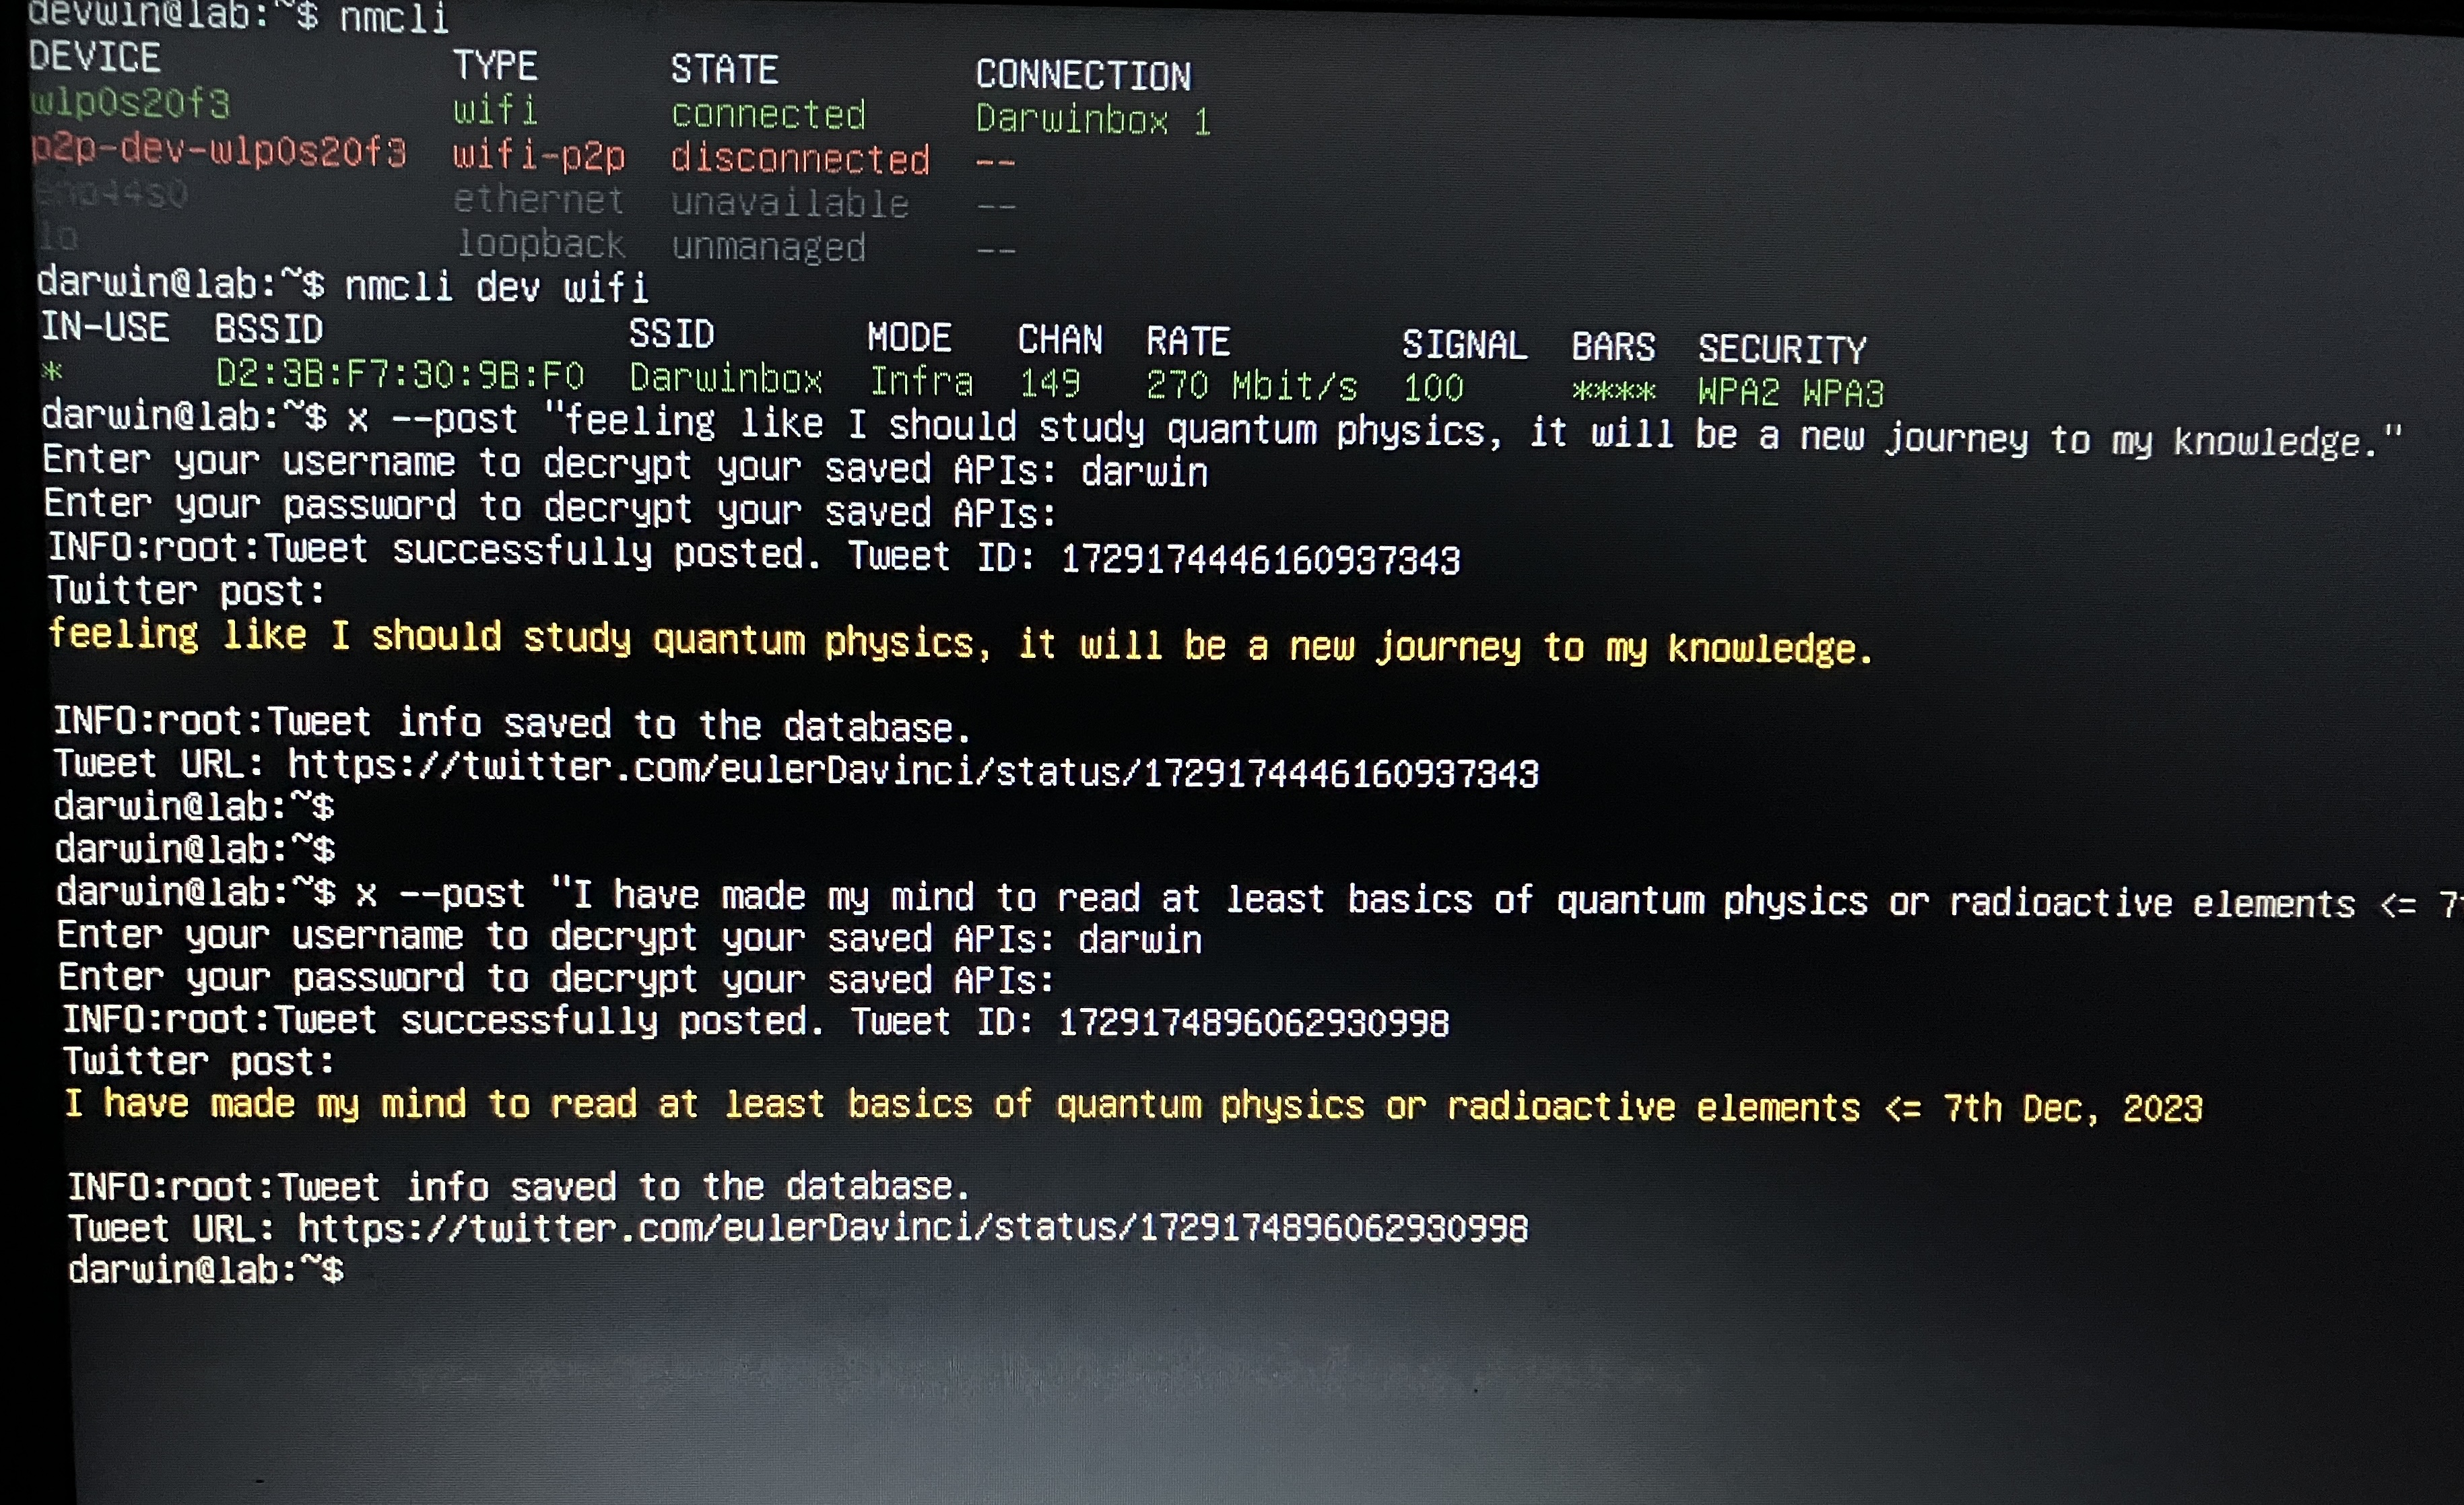 devwin@lab:~$ nmcli
DEVICE TYPE STATE CONNECTION
wlp0s20f3 wifi connected Darwinbox 1
p2p-dev-wlp0s20f3 wifi-p2p disconnected --
enp44s0 ethernet unavailable --
lo loopback unmanaged --
darwin@lab:~$ nmcli dev wifi
IN-USE BSSID SSID MODE CHAN RATE SIGNAL BARS SECURITY
* D2:3B:F7:30:9B:F0 Darwinbox Infra 149 270 Mbit/s 100 **** WPA2 WPA3
darwin@lab:~$ x --post "feeling like I should study quantum physics, it will be a new journey to my knowledge."
Enter your username to decrypt your saved APIs: darwin
Enter your password to decrypt your saved APIs:
INFO:root:Tweet successfully posted. Tweet ID: 1729174446160937343
Twitter post:
feeling like I should study quantum physics, it will be a new journey to my knowledge.
INFO:root:Tweet info saved to the database.
Tweet URL: https://twitter.com/eulerDavinci/status/1729174446160937343
darwin@lab:~$
darwin@lab:~$
darwin@lab:~$ x --post "I have made my mind to read at least basics of quantum physics or radioactive elements <= 7
Enter your username to decrypt your saved APIs: darwin
Enter your password to decrypt your saved APIs:
INFO:root:Tweet successfully posted. Tweet ID: 1729174896062930998
Twitter post:
I have made my mind to read at least basics of quantum physics or radioactive elements <= 7th Dec, 2023
INFO:root:Tweet info saved to the database.
Tweet URL: https://twitter.com/eulerDavinci/status/1729174896062930998
darwin@lab:~$